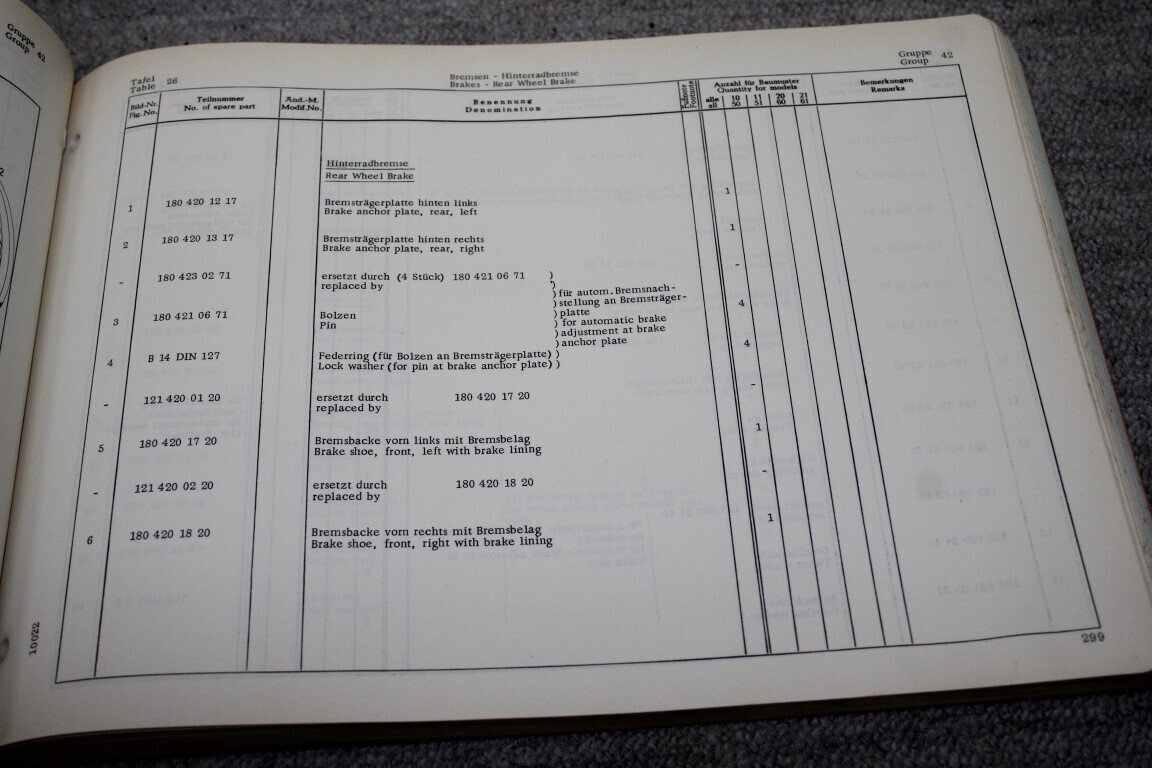 Gruppe
Group 42
2
Tafel 26
Table
Bremsen - Hinterradbremse
Brakes - Rear Wheel Brake
Gruppe 42
Group
Bild-Nr. Teilnummer Änd.-M. Benennung Fußnote Anzahl für Baumuster Bemerkungen
Fig. No. No. of spare part Modif.No. Denomination Footnote Quantity for models Remarks
alle 10 11 20 21
all 50 51 60 61
Hinterradbremse
Rear Wheel Brake
1 180 420 12 17 Bremsträgerplatte hinten links 1
Brake anchor plate, rear, left
2 180 420 13 17 Bremsträgerplatte hinten rechts 1
Brake anchor plate, rear, right
- 180 423 02 71 ersetzt durch (4 Stück) 180 421 06 71 ) -
replaced by )
) für autom.Bremsnach-
) stellung an Bremsträger-
3 180 421 06 71 Bolzen ) platte 4
Pin ) for automatic brake
) adjustment at brake
) anchor plate
4 B 14 DIN 127 Federring (für Bolzen an Bremsträgerplatte) ) 4
Lock washer (for pin at brake anchor plate) )
- 121 420 01 20 ersetzt durch 180 420 17 20 -
replaced by
5 180 420 17 20 Bremsbacke vorn links mit Bremsbelag 1
Brake shoe, front, left with brake lining
- 121 420 02 20 ersetzt durch 180 420 18 20 -
replaced by
6 180 420 18 20 Bremsbacke vorn rechts mit Bremsbelag 1
Brake shoe, front, right with brake lining
10022
299